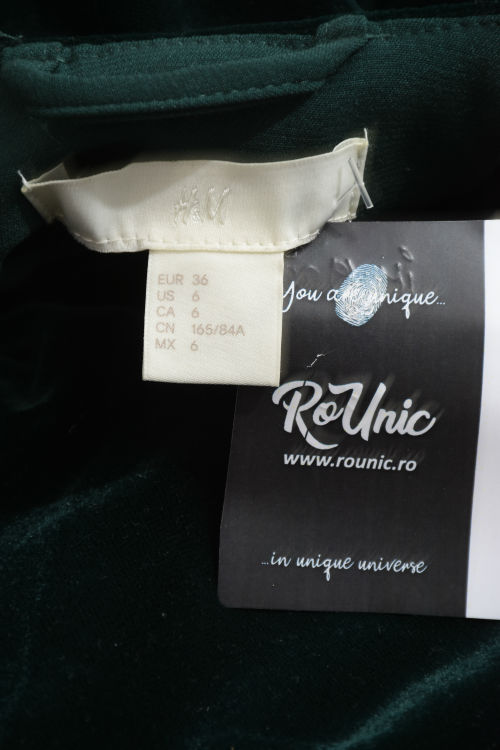 H&M
EUR 36
US 6
CA 6
CN 165/84A
MX 6
You are unique...
RoUnic
www.rounic.ro
...in unique universe